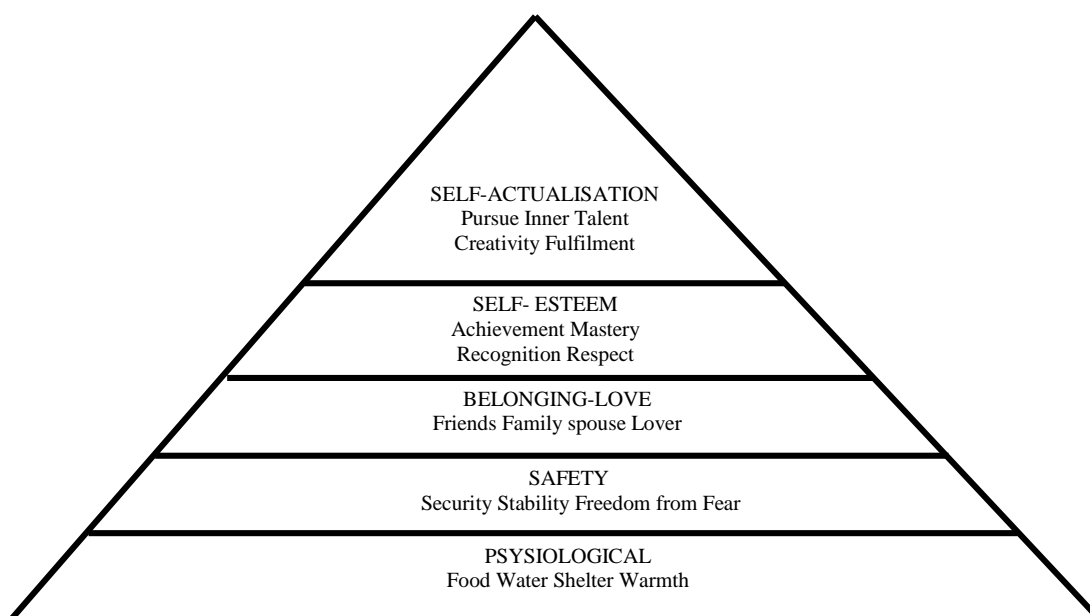 SELF-ACTUALISATION
Pursue Inner Talent
Creativity Fulfilment
SELF- ESTEEM
Achievement Mastery
Recognition Respect
BELONGING-LOVE
Friends Family spouse Lover
SAFETY
Security Stability Freedom from Fear
PSYSIOLOGICAL
Food Water Shelter Warmth